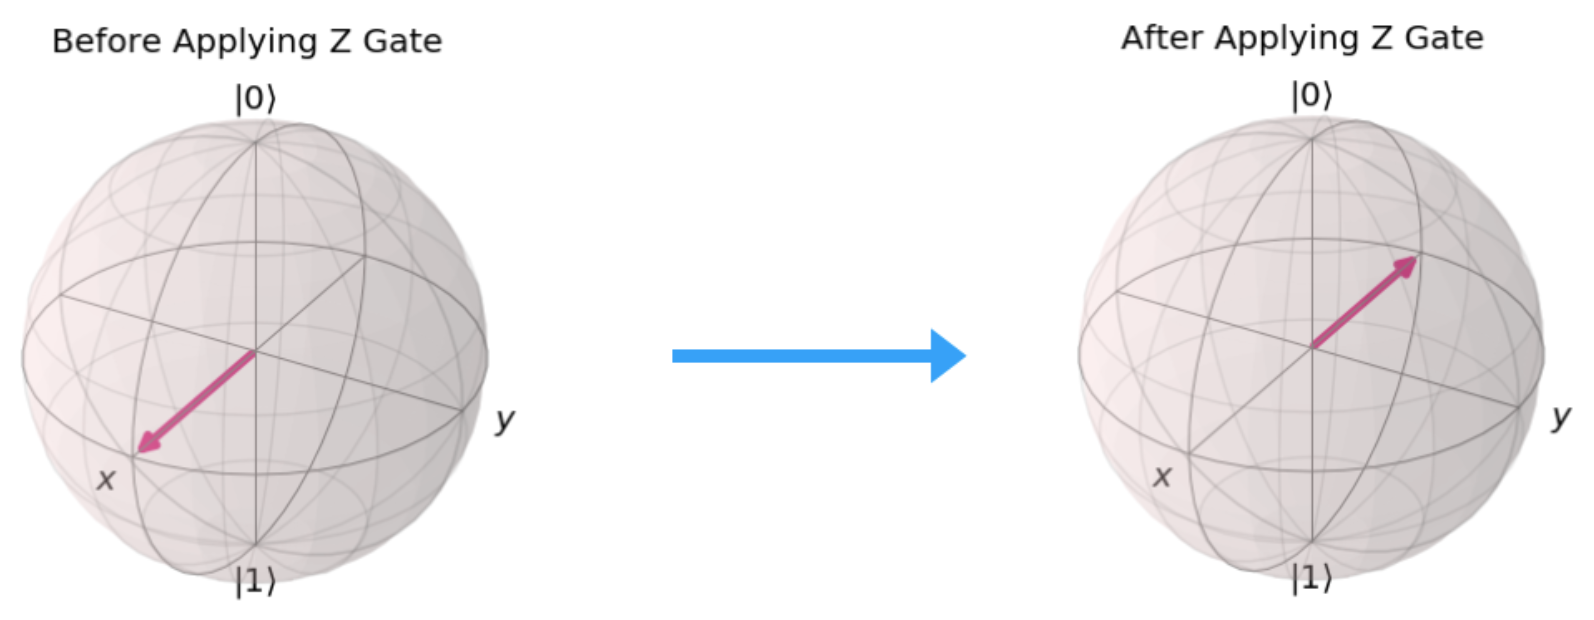 Before Applying Z Gate
|0⟩
x
y
|1⟩
After Applying Z Gate
|0⟩
x
y
|1⟩